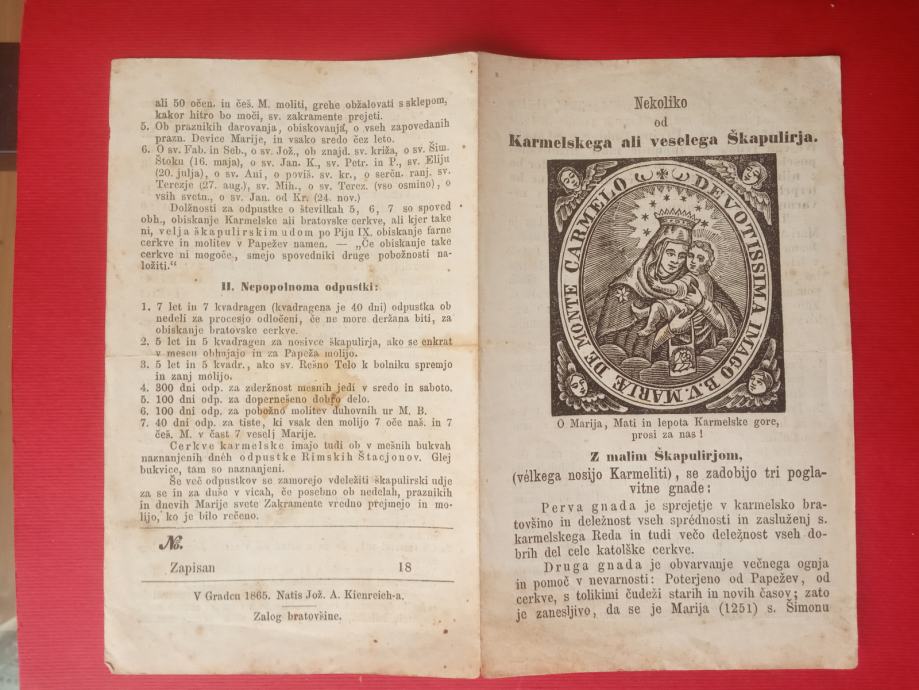 ali 50 očen. in češ. M. moliti, grehe obžalovati s sklepom,
kakor hitro bo moči, sv. zakramente prejeti.
5. Ob praznikih darovanja, obiskovanja, o vseh zapovedanih
prazn. Device Marije, in vsako sredo čez leto.
6. O sv. Fab. in Seb., o sv. Jož., ob znajd. sv. križa, o sv. Šim.
Štoku (16. maja), o sv. Jan. K., sv. Petr. in P., sv. Eliju
(20. julja), o sv. Ani, o poviš. sv. kr., o serčn. ranj. sv.
Terezje (27. aug.), sv. Mih., o sv. Terez. (vso osmino), o
vsih svetn., o sv. Jan. od Kr. (24. nov.)
Dolžnosti za odpustke o številkah 5, 6, 7 so spoved
obh., obiskanje Karmelske ali bratovske cerkve, ali kjer take
ni, velja škapulirskim udom po Piju IX. obiskanje farne
cerkve in molitev v Papežev namen. — „Če obiskanje take
cerkve ni mogoče, smejo spovedniki druge pobožnosti na-
ložiti.“
II. Nepopolnoma odpustki:
1. 7 let in 7 kvadragen (kvadragena je 40 dni) odpustka ob
nedeli za procesjo odločeni, če ne more deržana biti, za
obiskanje bratovske cerkve.
2. 5 let in 5 kvadragen za nosivce škapulirja, ako se enkrat
v mescu obhajajo in za Papeža molijo.
3. 5 let in 5 kvadr., ako sv. Rešno Telo k bolniku spremjo
in zanj molijo.
4. 300 dni odp. za zderžnost mesnih jedi v sredo in saboto.
5. 100 dni odp. za dopernešeno dobro delo.
6. 100 dni odp. za pobožno molitev duhovnih ur M. B.
7. 40 dni odp. za tiste, ki vsak den molijo 7 oče naš. in 7
češ. M. v čast 7 veselj Marije.
Cerkve karmelske imajo tudi ob v mešnih bukvah
naznanjenih dnéh odpustke Rimskih Štacjonov. Glej
bukvice, tam so naznanjeni.
Še več odpustkov se zamorejo vdeležiti škapulirski udje
za se in za duše v vicah, če posebno ob nedelah, praznikih
in dnevih Marije svete Zakramente vredno prejmejo in mo-
lijo, ko je bilo rečeno.
No.
Zapisan 18
V Gradcu 1865. Natis Jož. A. Kienreich-a.
Zalog bratovšine.
Nekoliko
od
Karmelskega ali veselega Škapulirja.
DEVOTISSIMA IMAGO B. V. MARIÆ DE MONTE CARMELO
O Marija, Mati in lepota Karmelske gore,
prosi za nas!
Z malim Škapulirjom,
(vélkega nosijo Karmeliti), se zadobijo tri pogla-
vitne gnade:
Perva gnada je sprejetje v karmelsko bra-
tovšino in deležnost vseh sprédnosti in zasluženj s.
karmelskega Reda in tudi večo deležnost vseh do-
brih del cele katolške cerkve.
Druga gnada je obvarvanje večnega ognja
in pomoč v nevarnosti: Poterjeno od Papežev, od
cerkve, s tolikimi čudeži starih in novih časov; zato
je zanesljivo, da se je Marija (1251) s. Šimonu